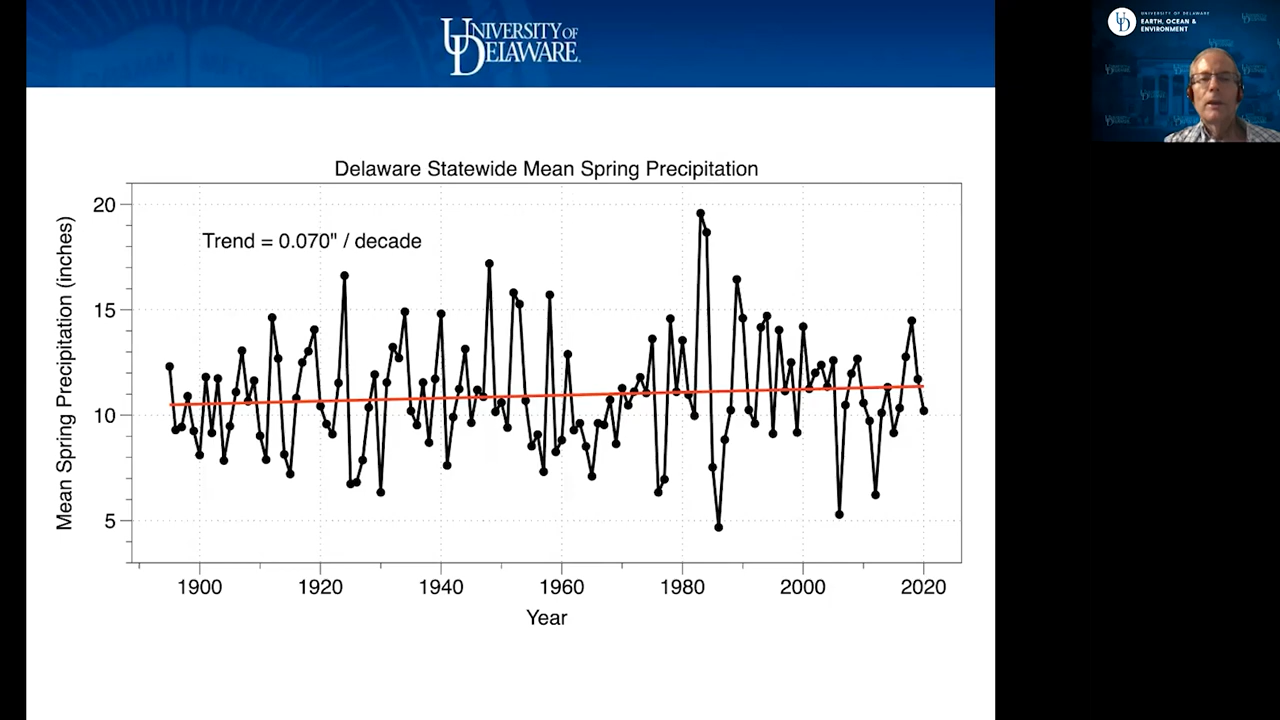 UNIVERSITY OF
DELAWARE
UNIVERSITY OF DELAWARE
EARTH, OCEAN &
ENVIRONMENT
UD
Delaware Statewide Mean Spring Precipitation
Trend = 0.070" / decade
Mean Spring Precipitation (inches)
20
15
10
5
1900 1920 1940 1960 1980 2000 2020
Year